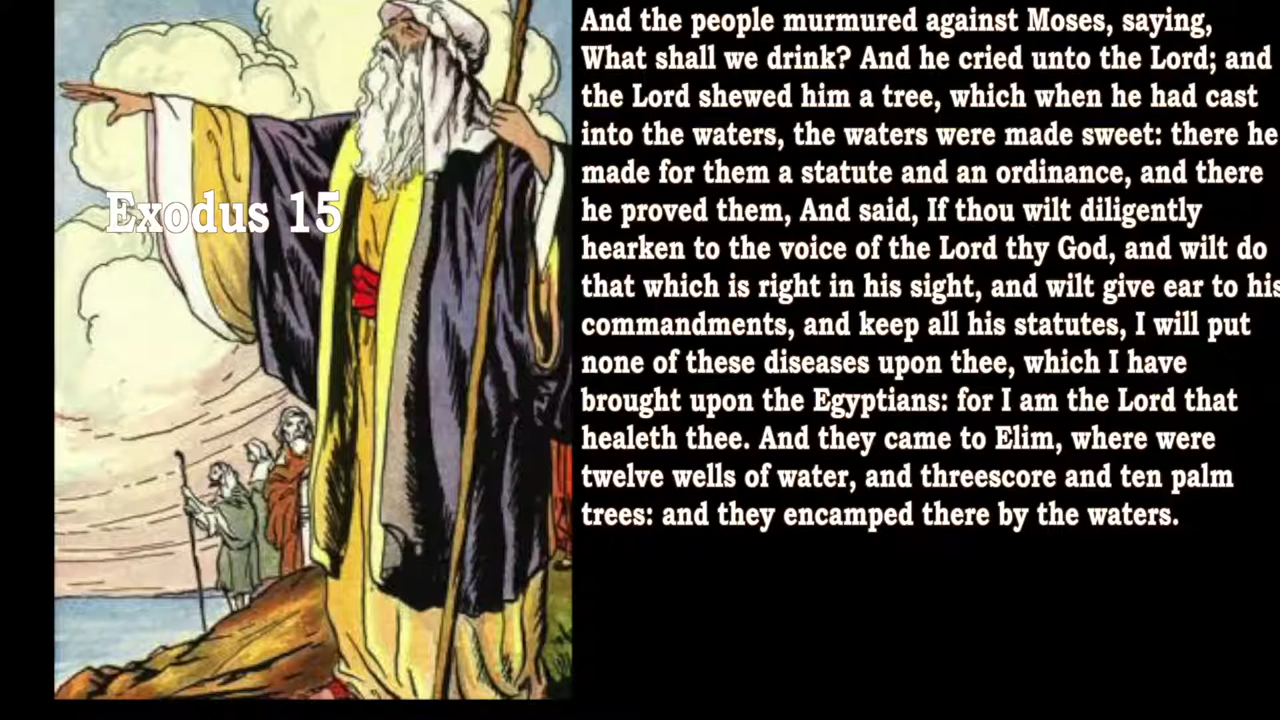 Exodus 15
And the people murmured against Moses, saying,
What shall we drink? And he cried unto the Lord; and
the Lord shewed him a tree, which when he had cast
into the waters, the waters were made sweet: there he
made for them a statute and an ordinance, and there
he proved them, And said, If thou wilt diligently
hearken to the voice of the Lord thy God, and wilt do
that which is right in his sight, and wilt give ear to his
commandments, and keep all his statutes, I will put
none of these diseases upon thee, which I have
brought upon the Egyptians: for I am the Lord that
healeth thee. And they came to Elim, where were
twelve wells of water, and threescore and ten palm
trees: and they encamped there by the waters.